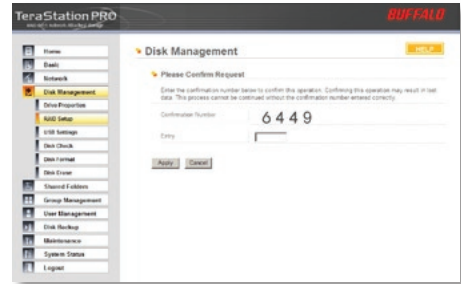 TeraStation PRO
BUFFALO
Home
Basic
Network
Disk Management
Drive Properties
RAID Setup
USB Settings
Disk Check
Disk Format
Disk Erase
Shared Folders
Group Management
User Management
Disk Backup
Maintenance
System Status
Logout
Disk Management
HELP
Please Confirm Request
Enter the confirmation number below to confirm this operation. Confirming this operation may result in lost
data. This process cannot be continued without the confirmation number entered correctly.
Confirmation Number
6449
Entry
Apply Cancel